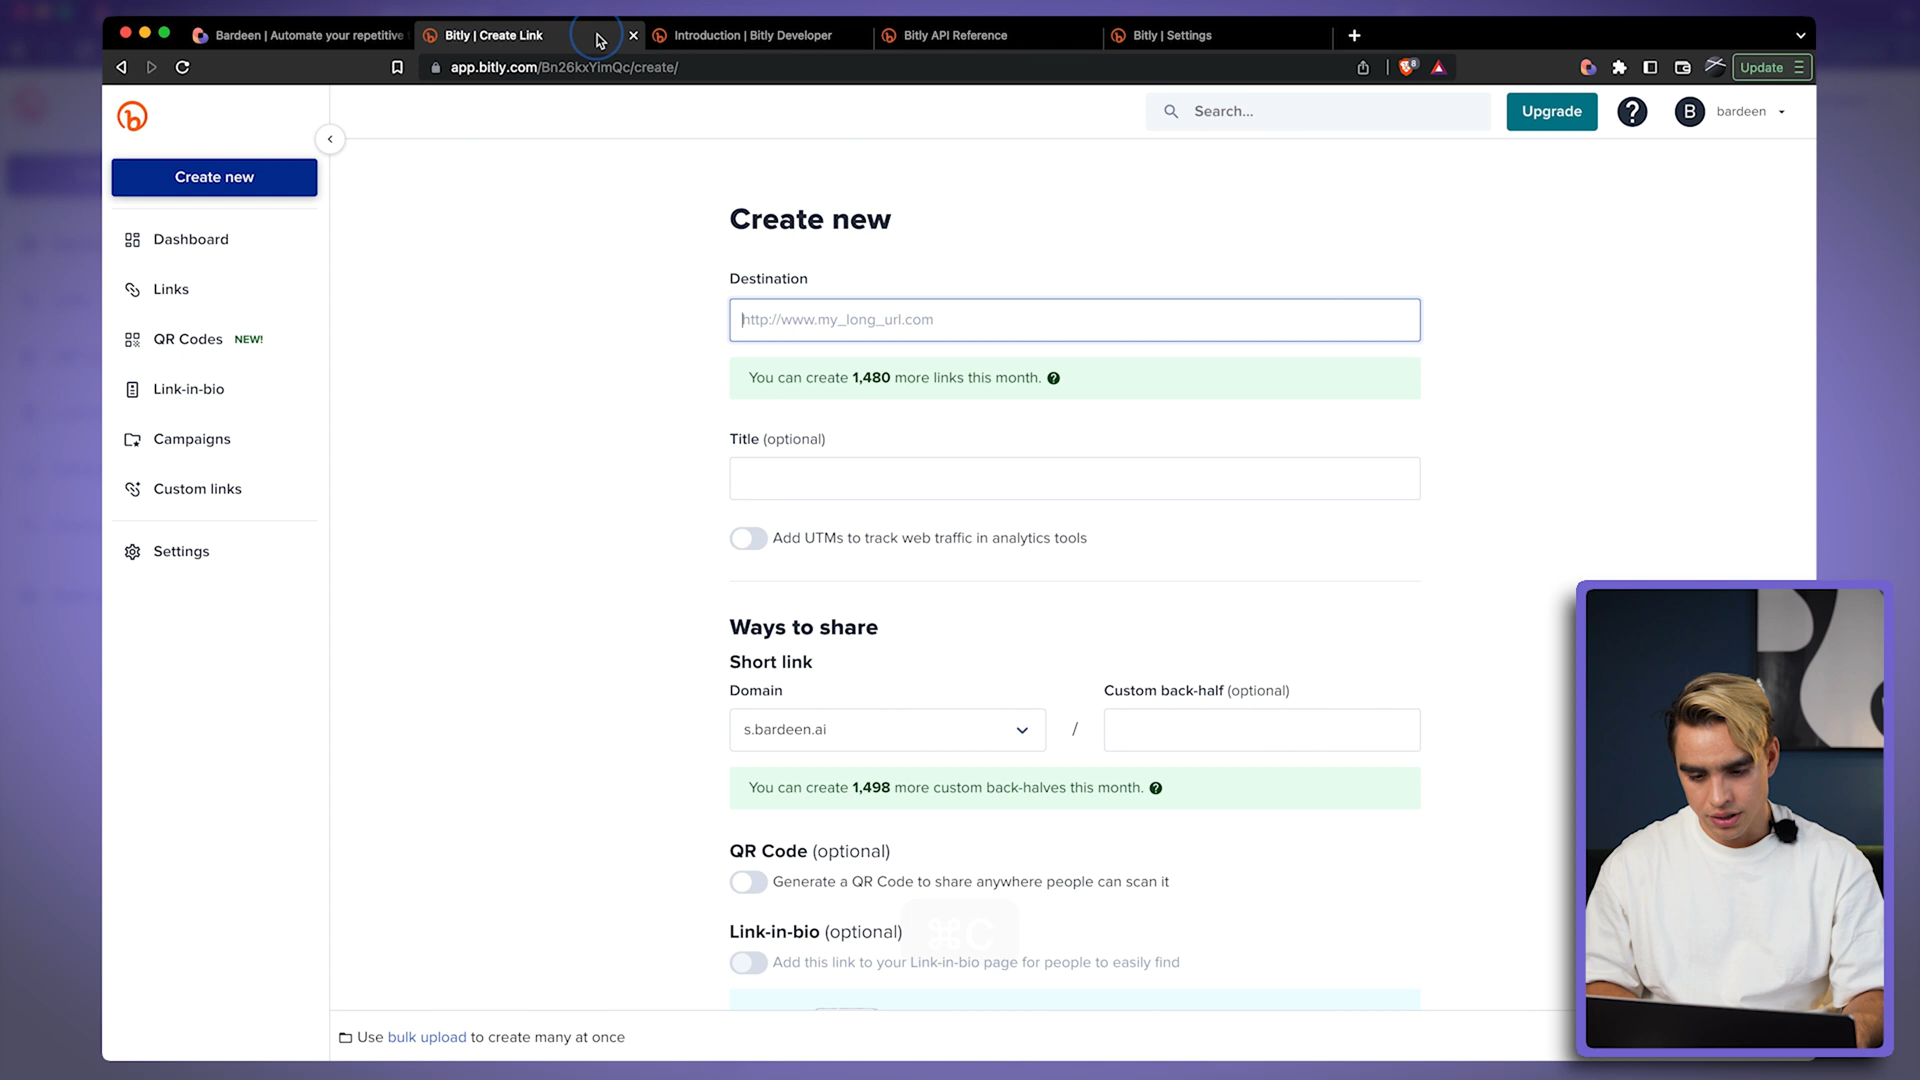 Bardeen | Automate your repetitive
Bitly | Create Link
Introduction | Bitly Developer
Bitly API Reference
Bitly | Settings
app.bitly.com/Bn26kxYimQc/create/
8
Update
Search...
Upgrade
?
B
bardeen
Create new
Dashboard
Links
QR Codes NEW!
Link-in-bio
Campaigns
Custom links
Settings
Create new
Destination
http://www.my_long_url.com
You can create 1,480 more links this month. ?
Title (optional)
Add UTMs to track web traffic in analytics tools
Ways to share
Short link
Domain
Custom back-half (optional)
s.bardeen.ai
/
You can create 1,498 more custom back-halves this month. ?
QR Code (optional)
Generate a QR Code to share anywhere people can scan it
⌘C
Link-in-bio (optional)
Add this link to your Link-in-bio page for people to easily find
Use bulk upload to create many at once